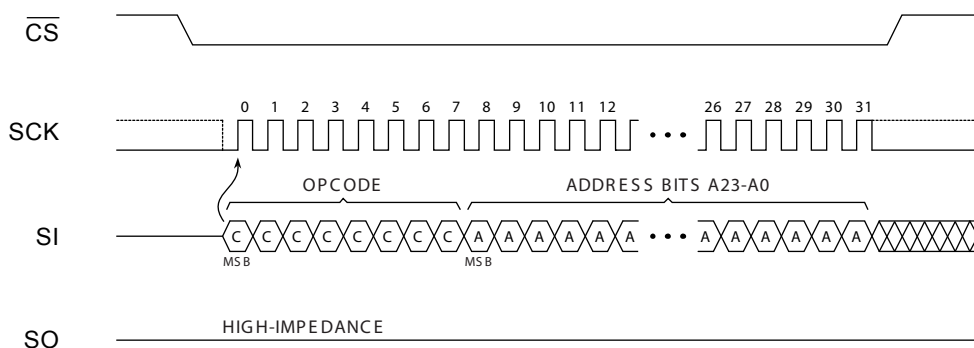 CS
0 1 2 3 4 5 6 7 8 9 10 11 12 26 27 28 29 30 31
SCK
OPCODE ADDRESS BITS A23-A0
SI C C C C C C C C A A A A A A A A A A A A
MSB MSB
HIGH-IMPEDANCE
SO